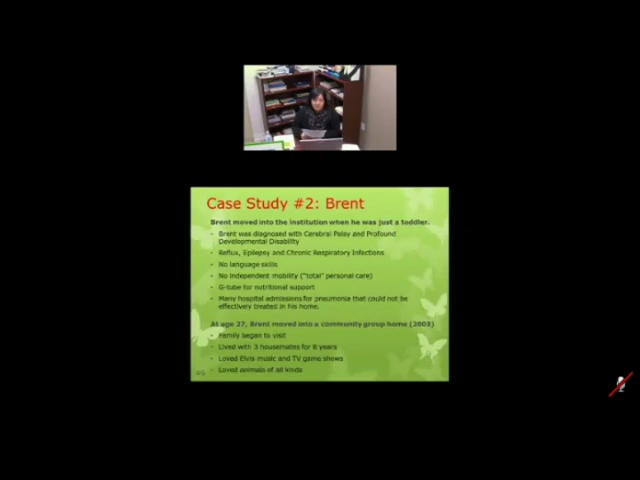 Case Study #2: Brent
Brent moved into the institution when he was just a toddler.
Brent was diagnosed with Cerebral Palsy and Profound
Developmental Disability
Reflux, Epilepsy and Chronic Respiratory Infections
No language skills
No independent mobility ("total" personal care)
G-tube for nutritional support
Many hospital admissions for pneumonia that could not be
effectively treated in his home.
At age 27, Brent moved into a community group home (2003)
Family began to visit
Lived with 3 housemates for 8 years
Loved Elvis music and TV game shows
Loved animals of all kinds